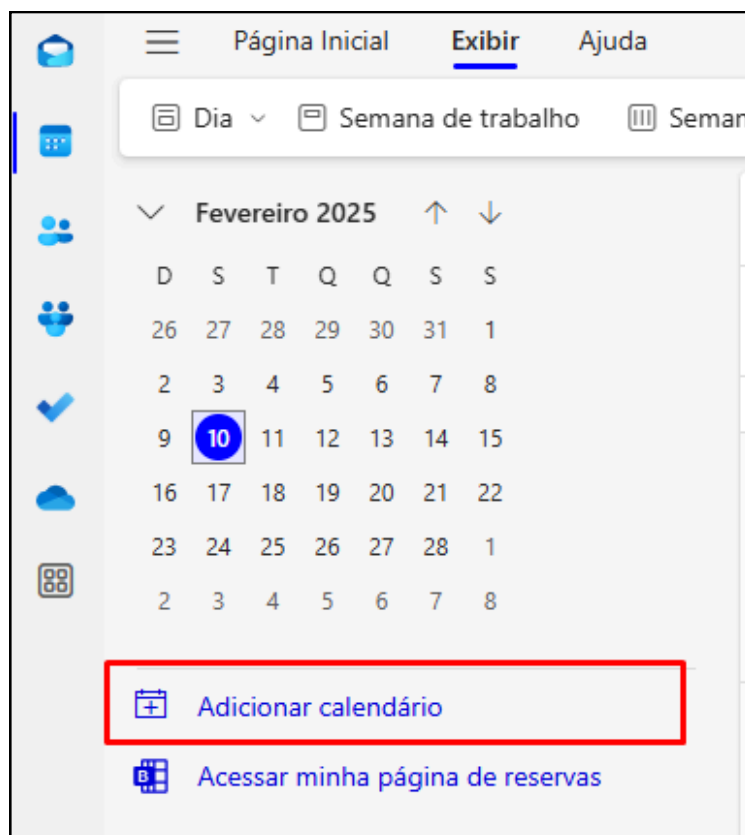 Página Inicial Exibir Ajuda
Dia Semana de trabalho
Fevereiro 2025
D S T Q Q S S
26 27 28 29 30 31 1
2 3 4 5 6 7 8
9 10 11 12 13 14 15
16 17 18 19 20 21 22
23 24 25 26 27 28 1
2 3 4 5 6 7 8
Adicionar calendário
B Acessar minha página de reservas